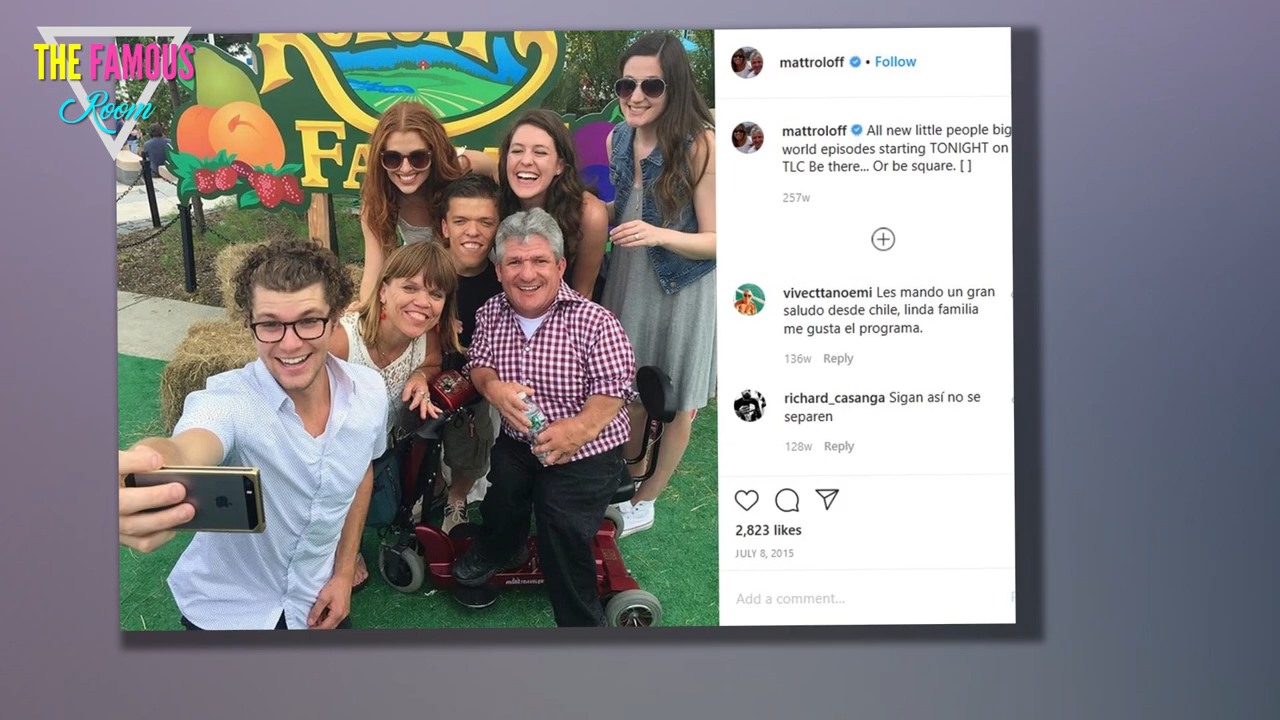 THE FAMOUS
Room
FA
mattroloff • Follow
mattroloff All new little people big
world episodes starting TONIGHT on
TLC Be there... Or be square. [ ]
257w
vivecttanoemi Les mando un gran
saludo desde chile, linda familia
me gusta el programa.
136w Reply
richard_casanga Sigan así no se
separen
128w Reply
2,823 likes
JULY 8, 2015
Add a comment...